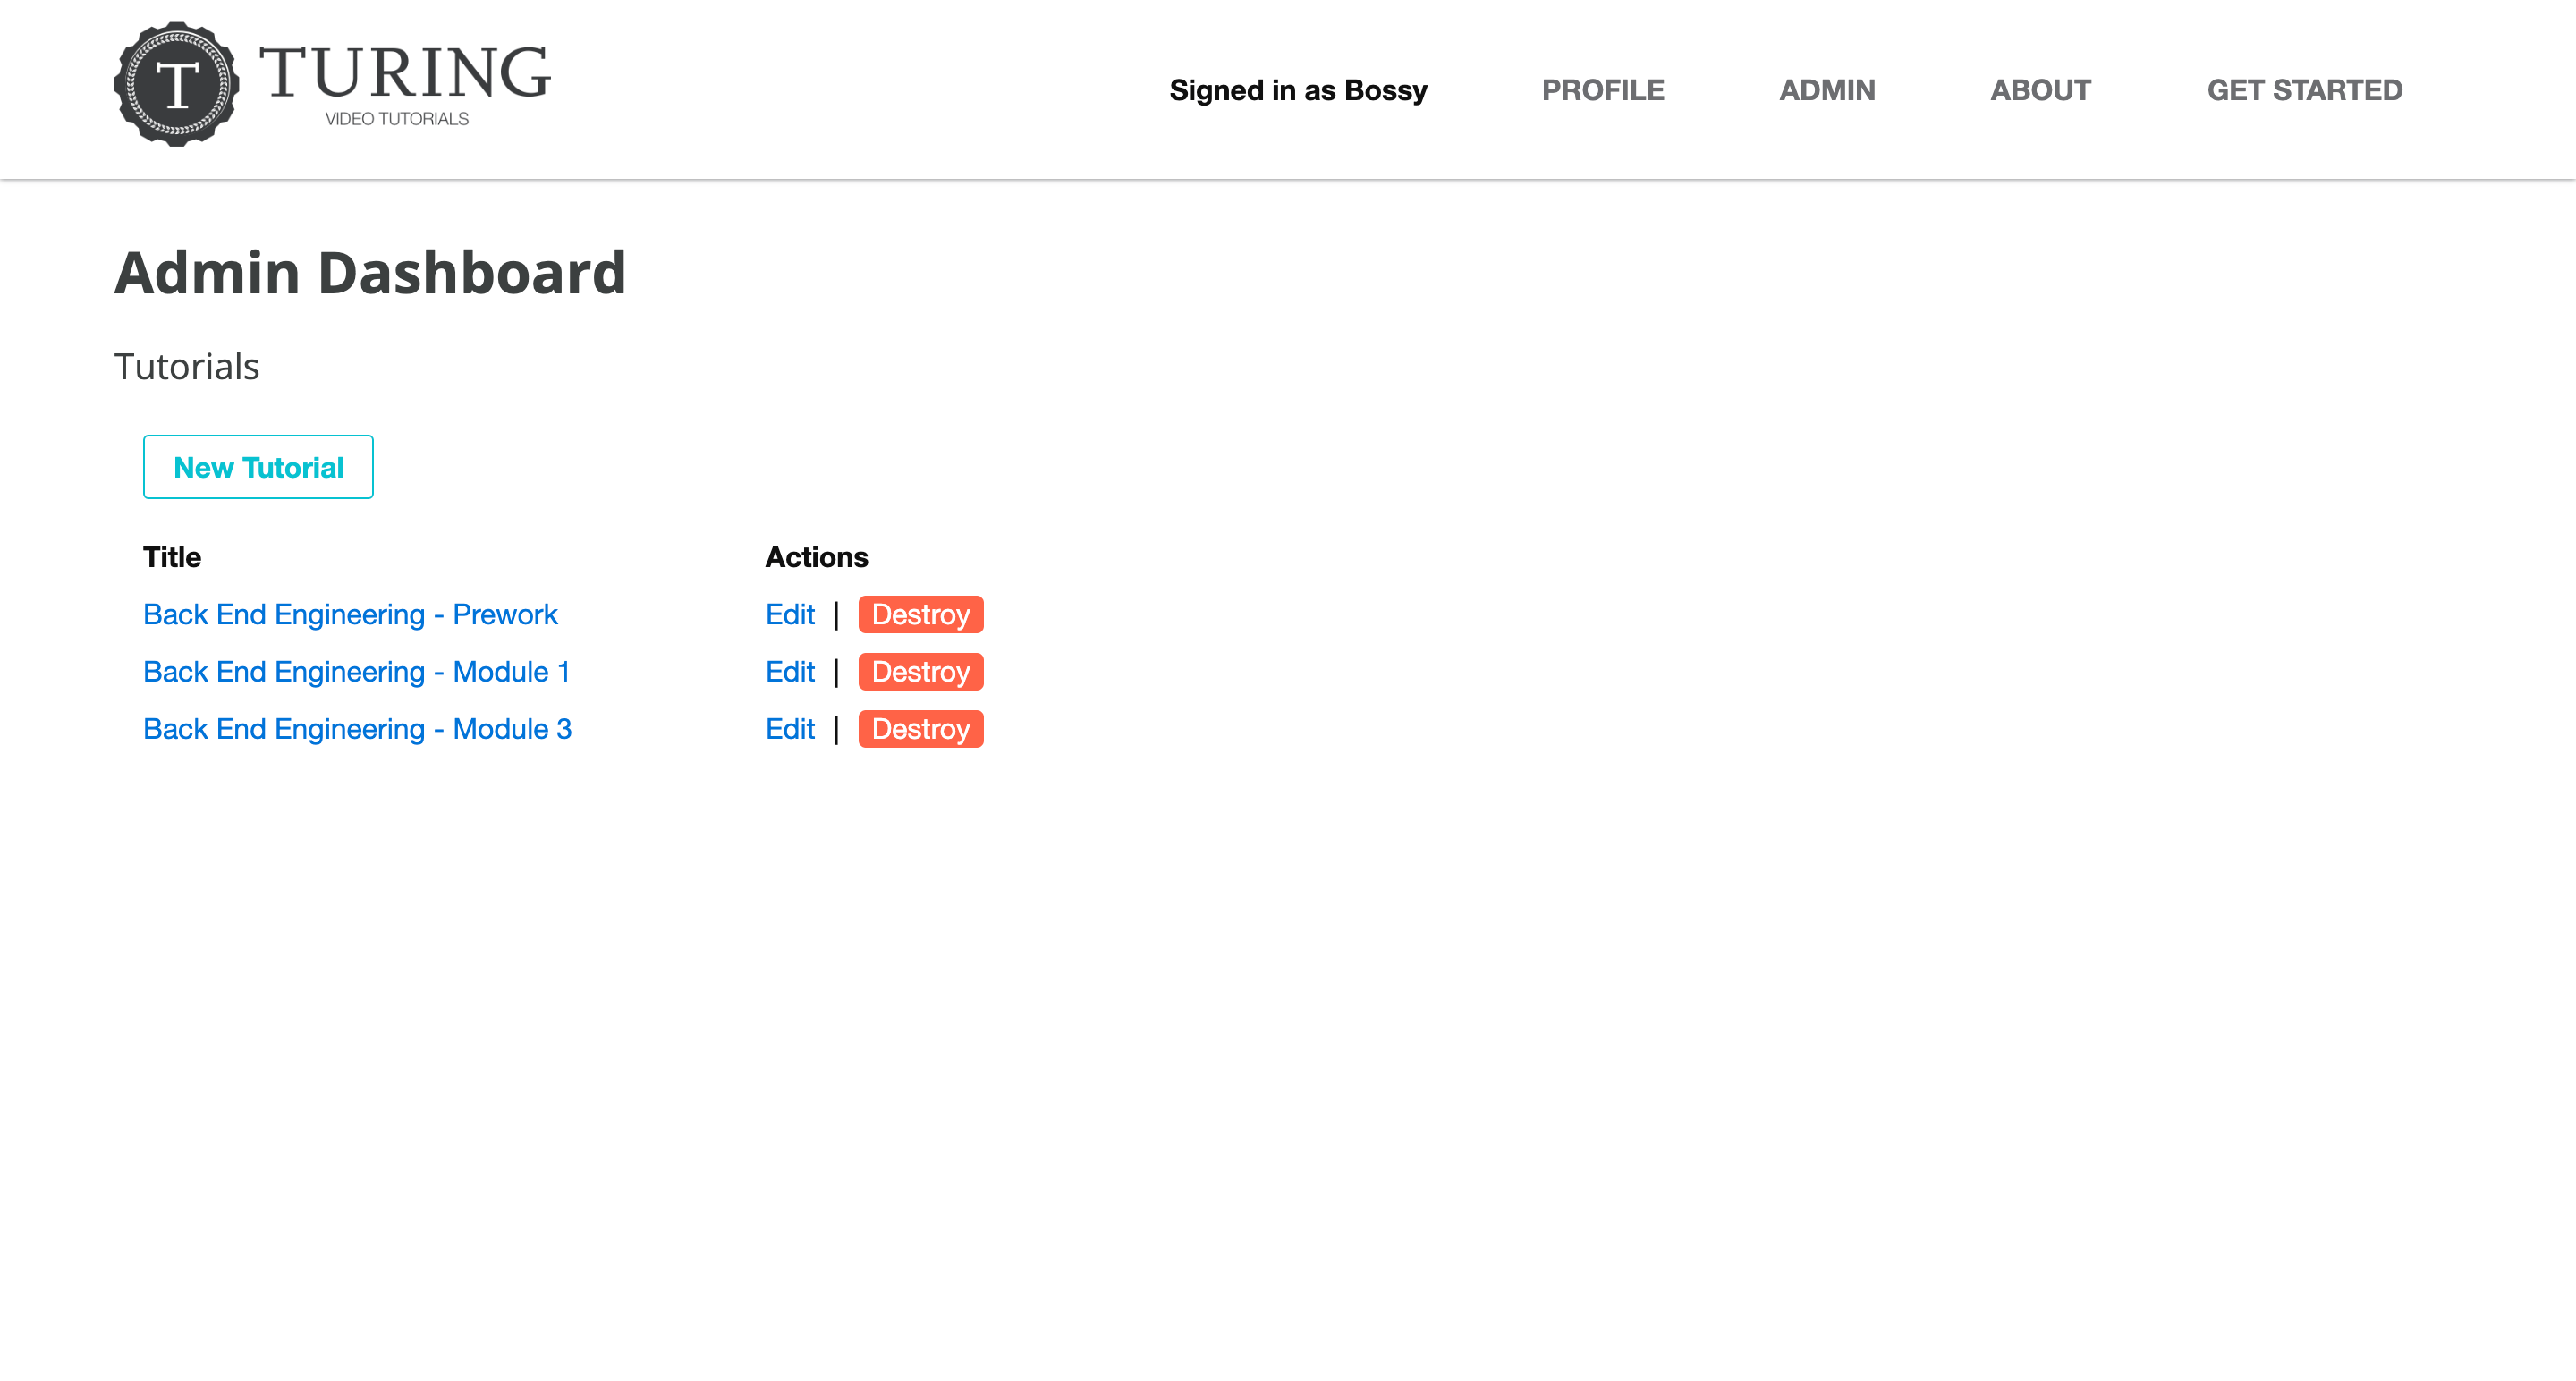 T TURING
VIDEO TUTORIALS
Signed in as Bossy PROFILE ADMIN ABOUT GET STARTED
Admin Dashboard
Tutorials
New Tutorial
Title Actions
Back End Engineering - Prework Edit | Destroy
Back End Engineering - Module 1 Edit | Destroy
Back End Engineering - Module 3 Edit | Destroy